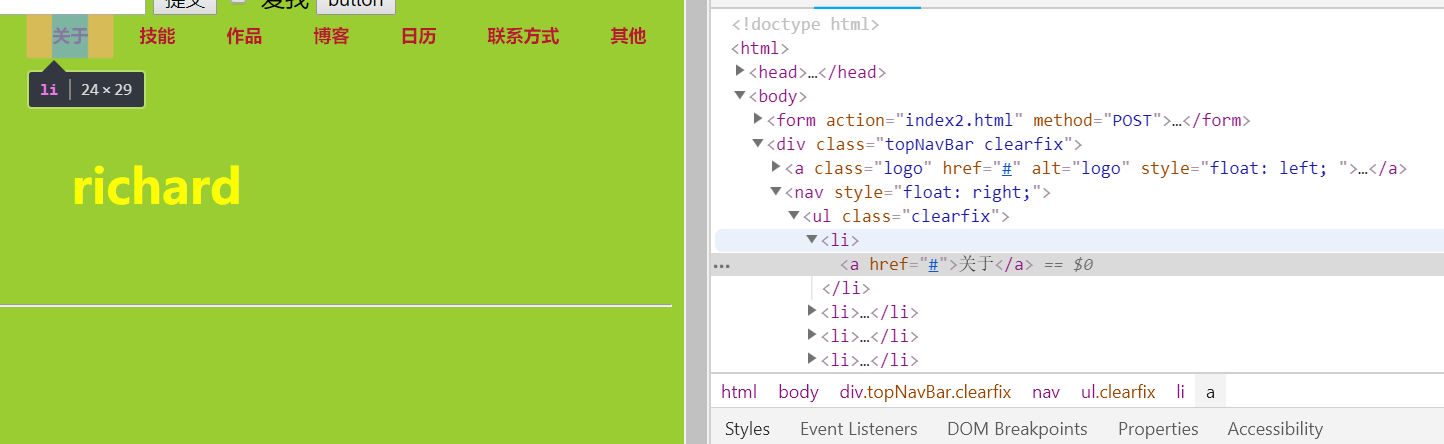 提交 爱找 button
关于 技能 作品 博客 日历 联系方式 其他
li 24 × 29
richard
<!doctype html>
<html>
<head>…</head>
<body>
<form action="index2.html" method="POST">…</form>
<div class="topNavBar clearfix">
<a class="logo" href="#" alt="logo" style="float: left; ">…</a>
<nav style="float: right;">
<ul class="clearfix">
<li>
… <a href="#">关于</a> == $0
</li>
<li>…</li>
<li>…</li>
<li>…</li>
html body div.topNavBar.clearfix nav ul.clearfix li a
Styles Event Listeners DOM Breakpoints Properties Accessibility